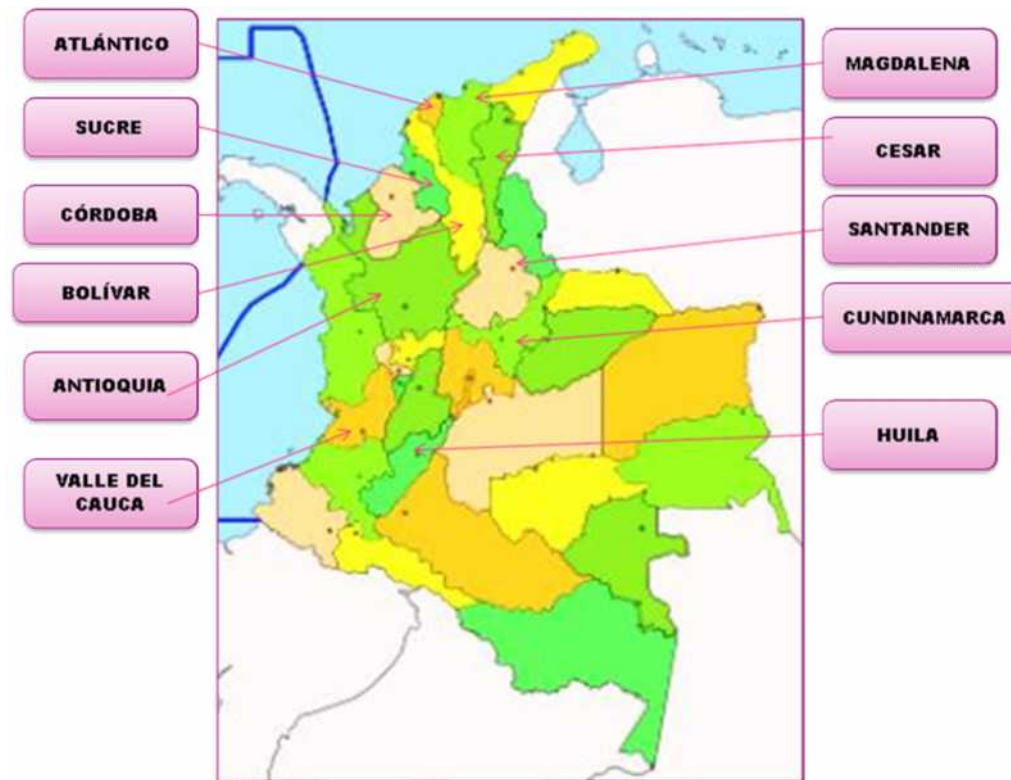 ATLÁNTICO
SUCRE
CÓRDOBA
BOLÍVAR
ANTIOQUIA
VALLE DEL
CAUCA
MAGDALENA
CESAR
SANTANDER
CUNDINAMARCA
HUILA